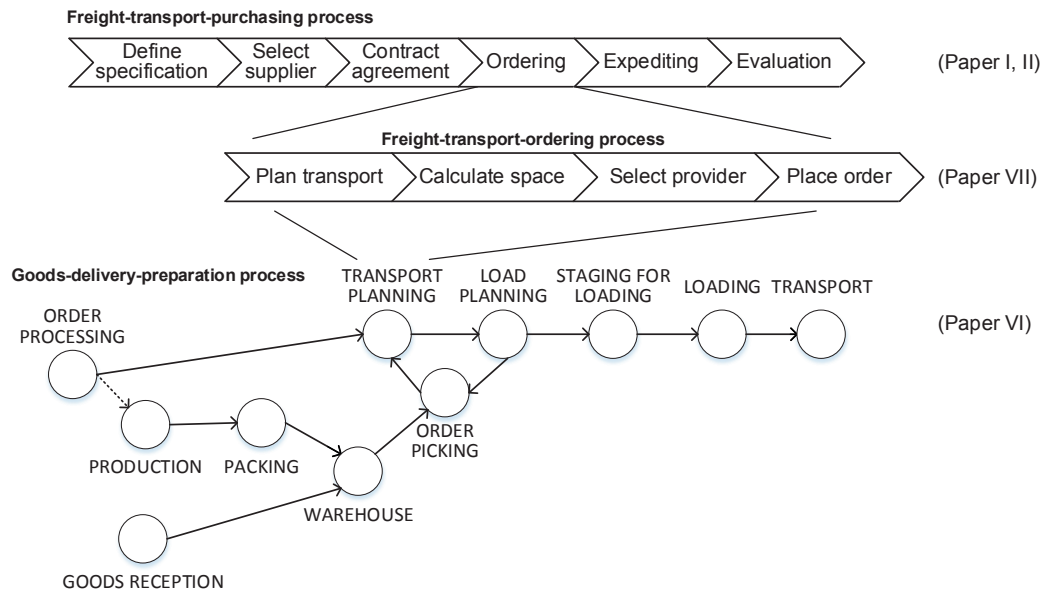 Freight-transport-purchasing process
Define
specification
Select
supplier
Contract
agreement
Ordering
Expediting
Evaluation
(Paper I, II)
Freight-transport-ordering process
Plan transport
Calculate space
Select provider
Place order
(Paper VII)
Goods-delivery-preparation process
TRANSPORT
PLANNING
LOAD
PLANNING
STAGING FOR
LOADING
LOADING
TRANSPORT
(Paper VI)
ORDER
PROCESSING
ORDER
PICKING
PRODUCTION
PACKING
WAREHOUSE
GOODS RECEPTION